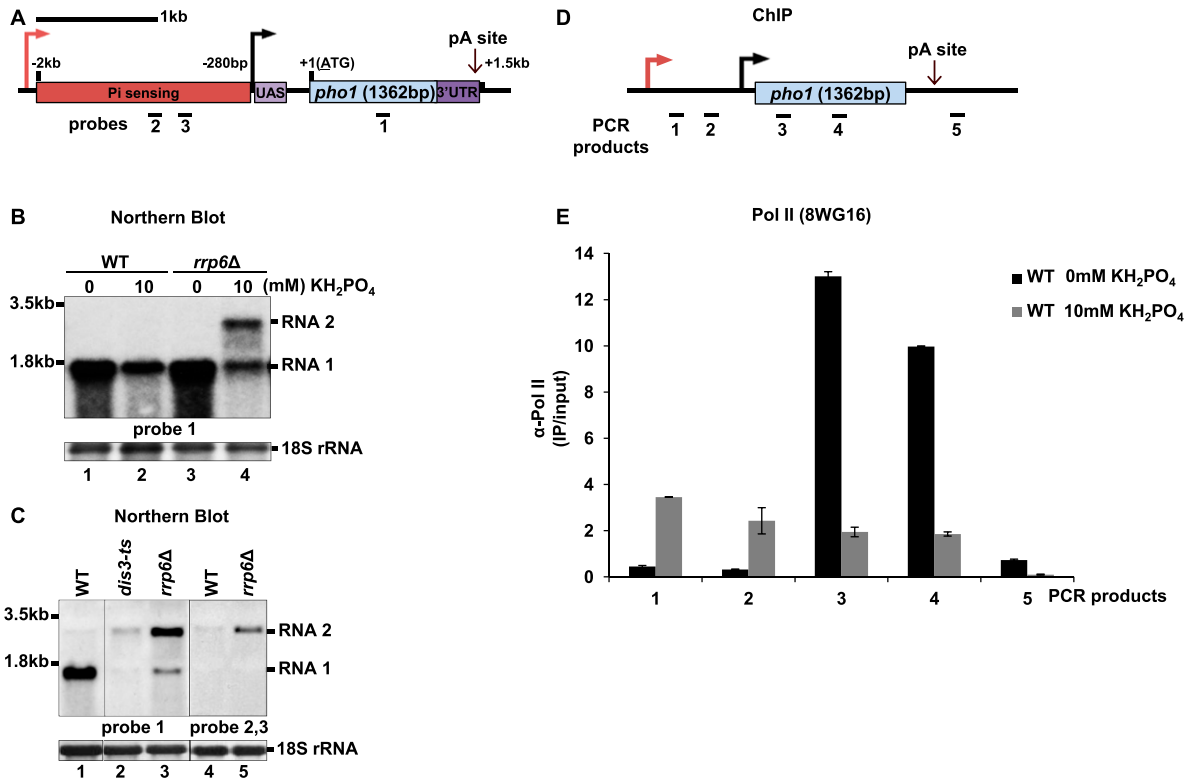 A
1kb
-2kb
-280bp
+1(ATG)
pA site
+1.5kb
Pi sensing
UAS
pho1 (1362bp)
3'UTR
probes
2
3
1
D
ChIP
pA site
pho1 (1362bp)
PCR
products
1
2
3
4
5
B
Northern Blot
WT
rrp6Δ
0
10
0
10
(mM) KH₂PO₄
3.5kb
RNA 2
1.8kb
RNA 1
probe 1
18S rRNA
1
2
3
4
C
Northern Blot
WT
dis3-ts
rrp6Δ
WT
rrp6Δ
3.5kb
RNA 2
1.8kb
RNA 1
probe 1
probe 2,3
18S rRNA
1
2
3
4
5
E
Pol II (8WG16)
α-Pol II
(IP/input)
14
12
10
8
6
4
2
0
WT 0mM KH₂PO₄
WT 10mM KH₂PO₄
1
2
3
4
5
PCR products